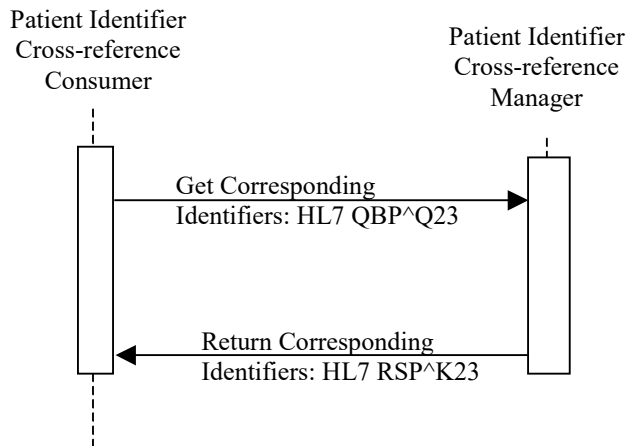 Patient Identifier
Cross-reference
Consumer
Patient Identifier
Cross-reference
Manager
Get Corresponding
Identifiers: HL7 QBP^Q23
Return Corresponding
Identifiers: HL7 RSP^K23